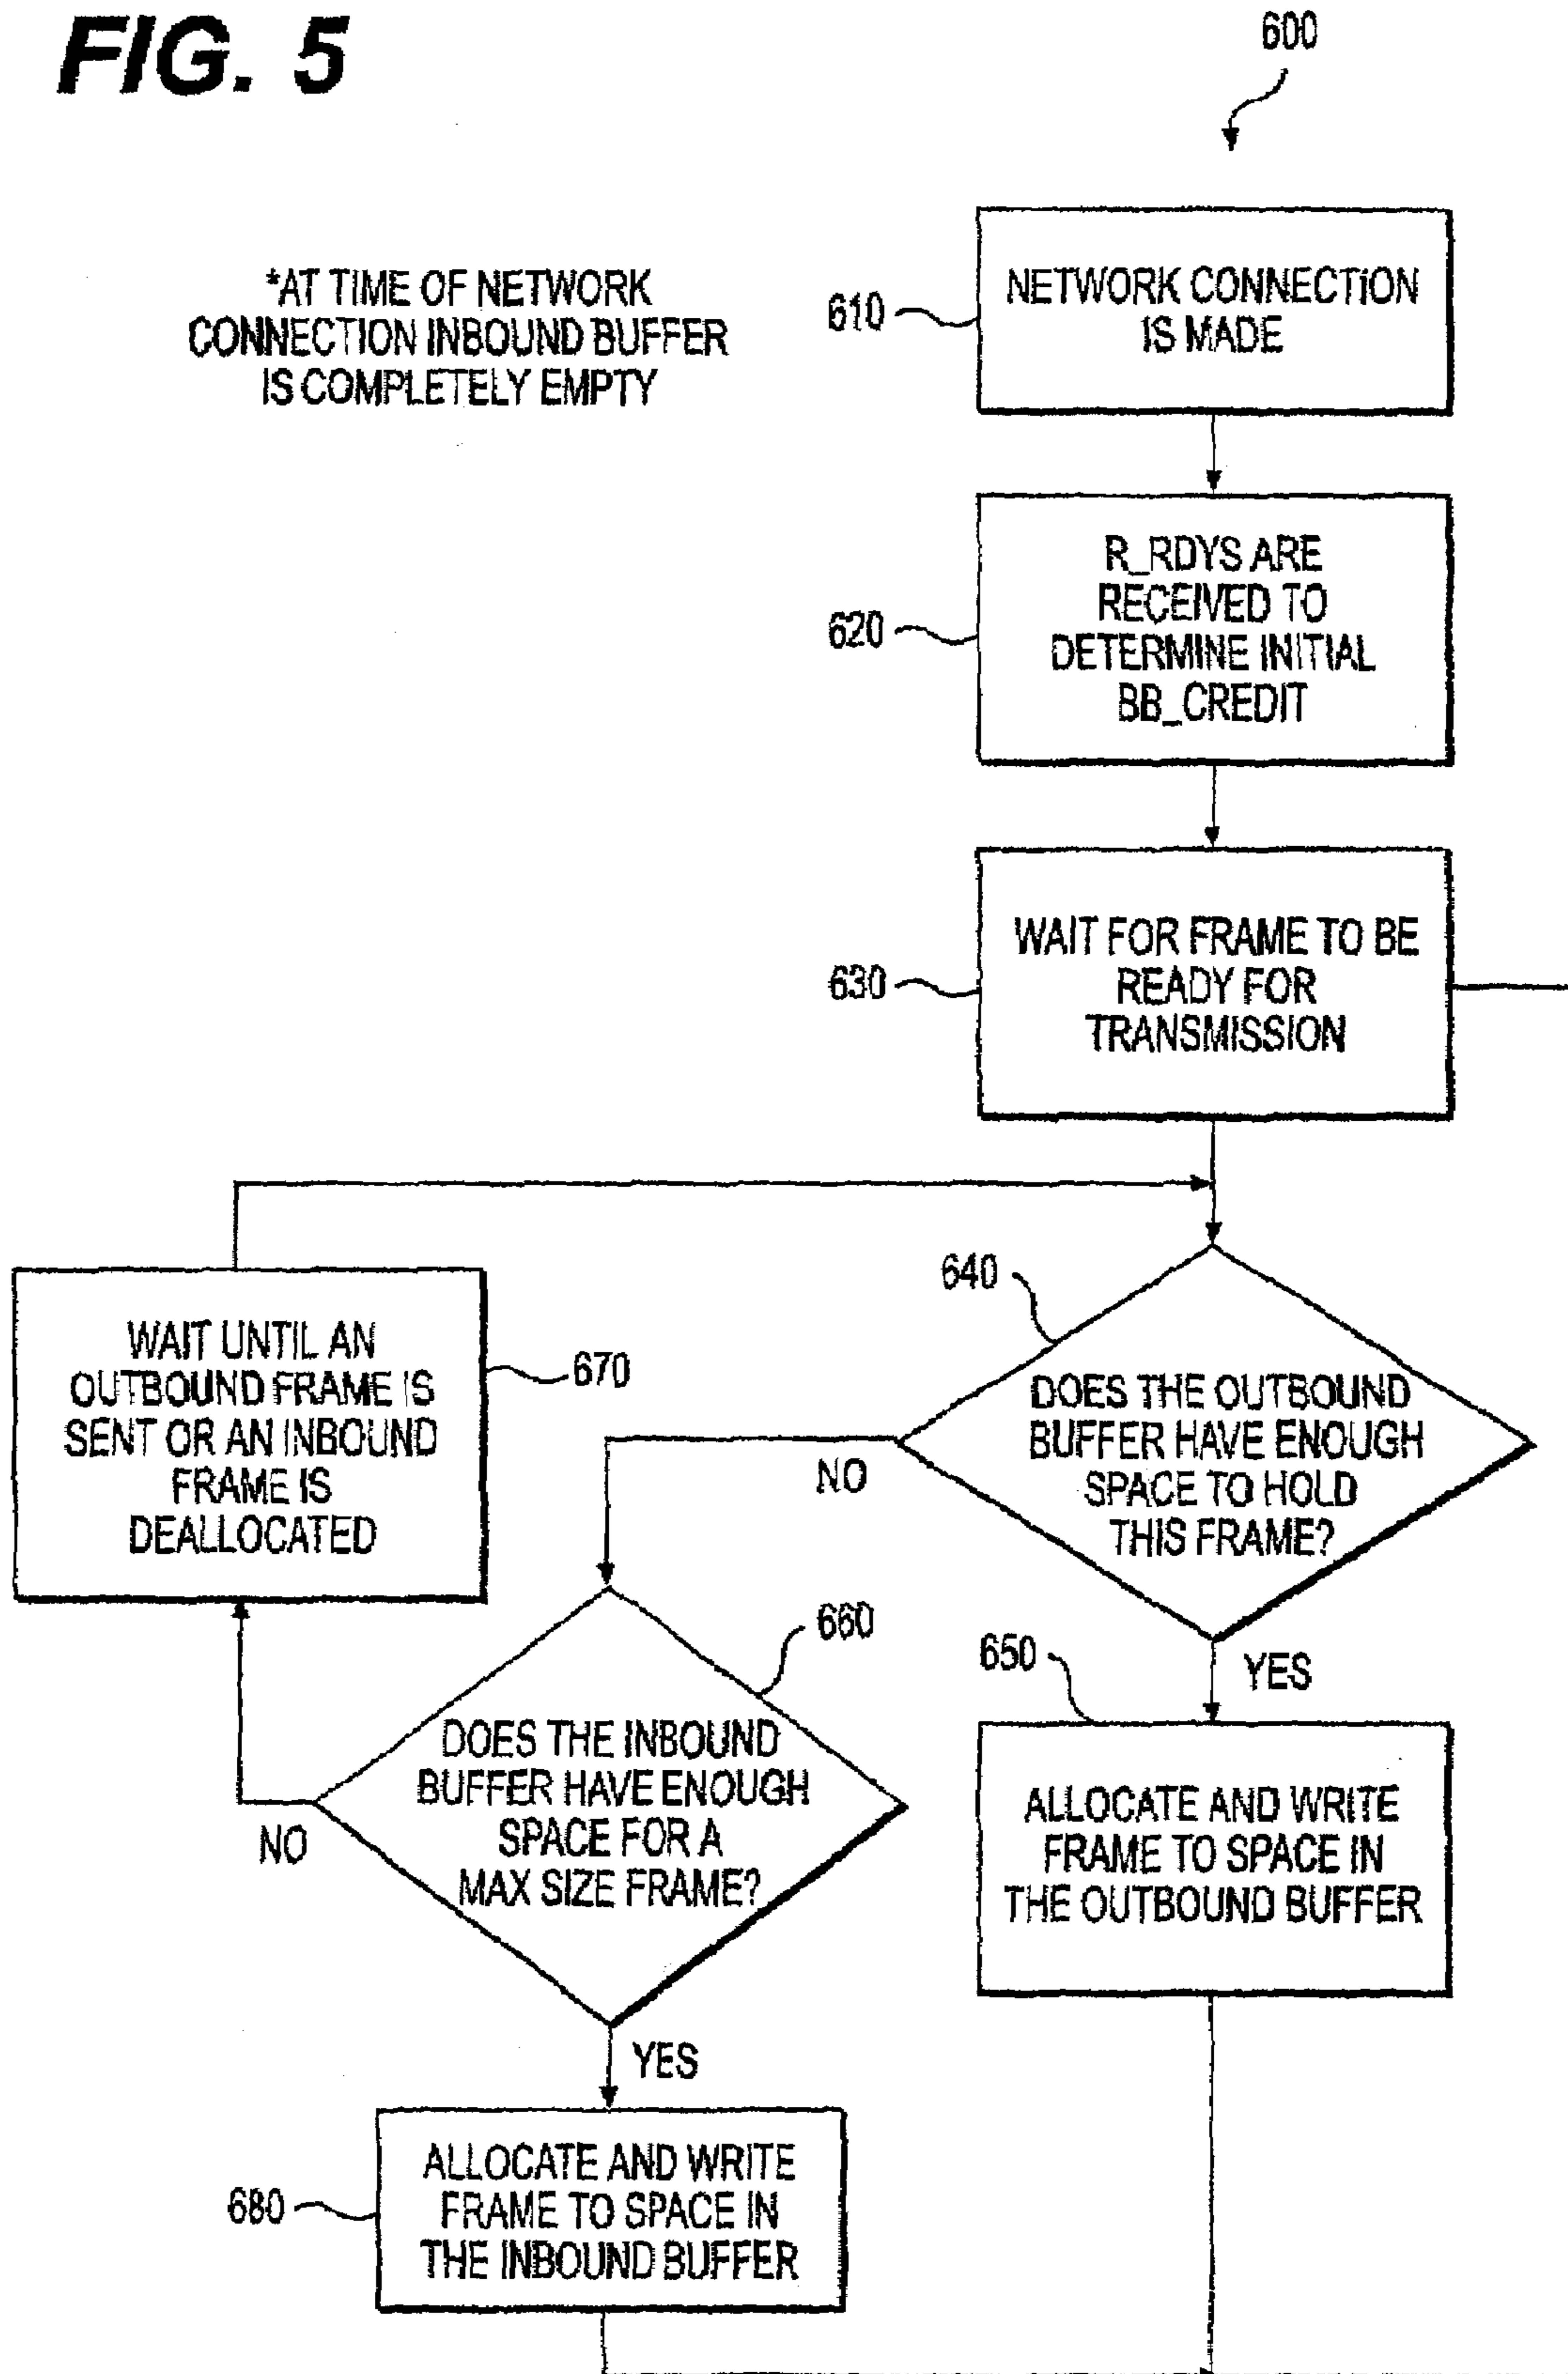 FIG. 5
600
*AT TIME OF NETWORK
CONNECTION INBOUND BUFFER
IS COMPLETELY EMPTY
610
NETWORK CONNECTION
IS MADE
620
R_RDYS ARE
RECEIVED TO
DETERMINE INITIAL
BB_CREDIT
630
WAIT FOR FRAME TO BE
READY FOR
TRANSMISSION
640
DOES THE OUTBOUND
BUFFER HAVE ENOUGH
SPACE TO HOLD
THIS FRAME?
NO
YES
WAIT UNTIL AN
OUTBOUND FRAME IS
SENT OR AN INBOUND
FRAME IS
DEALLOCATED
670
660
DOES THE INBOUND
BUFFER HAVE ENOUGH
SPACE FOR A
MAX SIZE FRAME?
NO
YES
650
ALLOCATE AND WRITE
FRAME TO SPACE IN
THE OUTBOUND BUFFER
680
ALLOCATE AND WRITE
FRAME TO SPACE IN
THE INBOUND BUFFER